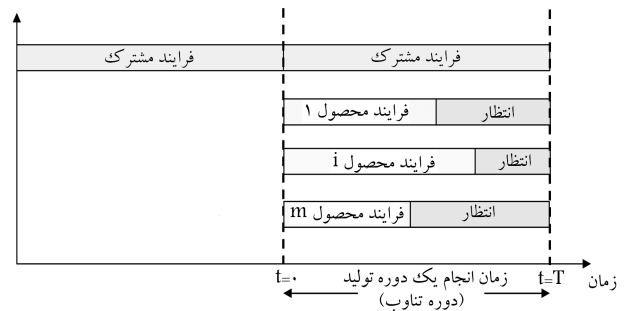 فرایند مشترک فرایند مشترک
فرایند محصول ۱ انتظار
فرایند محصول i انتظار
فرایند محصول m انتظار
t=۰ زمان انجام یک دوره تولید t=T زمان
(دوره تناوب)